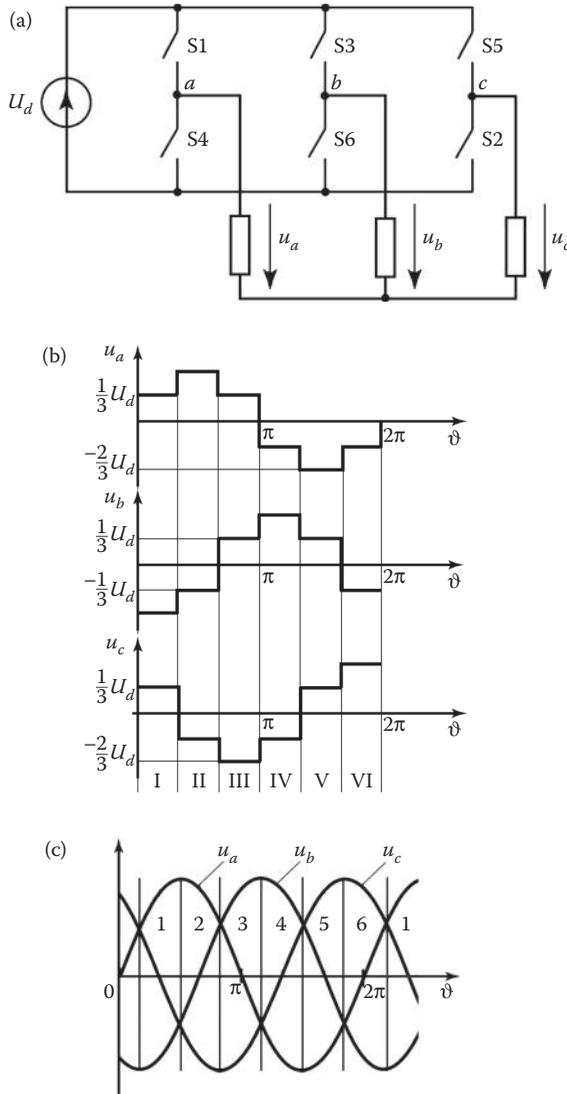 (a)
S1
S3
S5
U_d
a
b
c
S4
S6
S2
u_a
u_b
u_c
(b)
u_a
1/3 U_d
π
2π
ϑ
-2/3 U_d
u_b
1/3 U_d
π
2π
ϑ
-1/3 U_d
u_c
1/3 U_d
π
2π
ϑ
-2/3 U_d
I II III IV V VI
(c)
u_a u_b u_c
1 2 3 4 5 6 1
0 π 2π ϑ